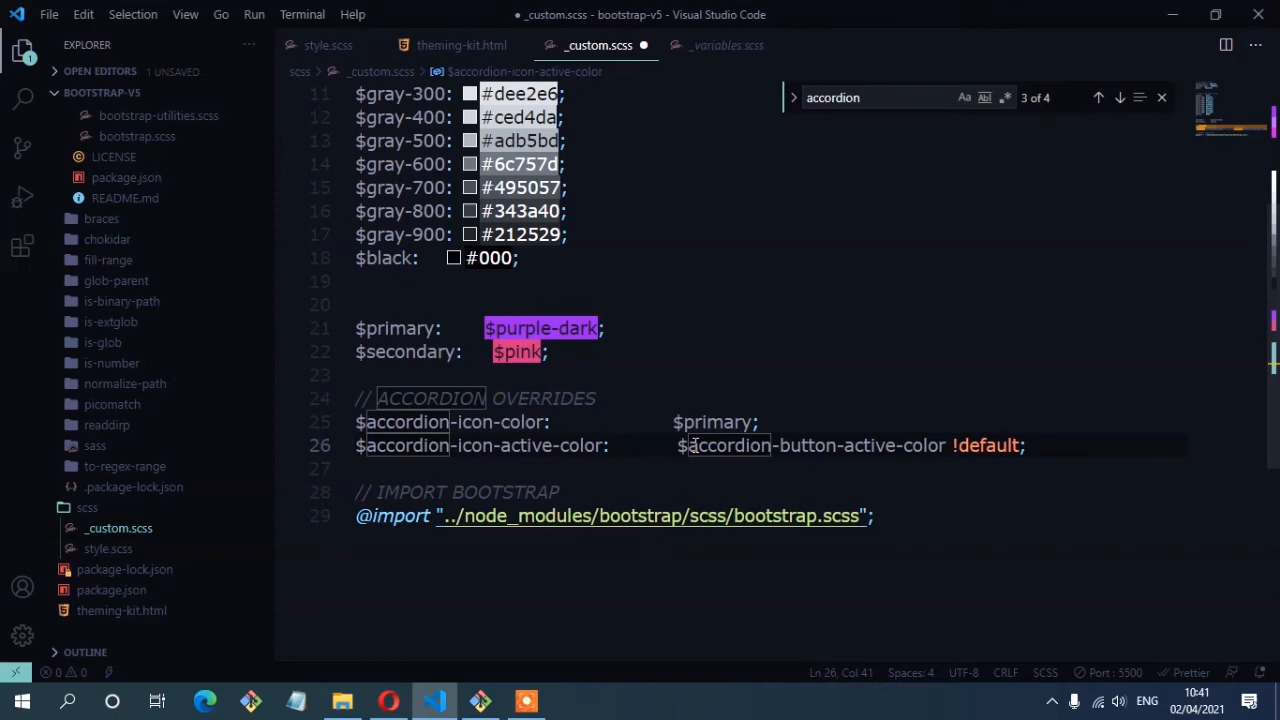 File Edit Selection View Go Run Terminal Help
● _custom.scss - bootstrap-v5 - Visual Studio Code
EXPLORER
style.scss
theming-kit.html
_custom.scss
_variables.scss
OPEN EDITORS 1 UNSAVED
scss > _custom.scss > $accordion-icon-active-color
BOOTSTRAP-V5
bootstrap-utilities.scss
bootstrap.scss
LICENSE
package.json
README.md
braces
chokidar
fill-range
glob-parent
is-binary-path
is-extglob
is-glob
is-number
normalize-path
picomatch
readdirp
sass
to-regex-range
.package-lock.json
scss
_custom.scss
style.scss
package-lock.json
package.json
theming-kit.html
OUTLINE
accordion
Aa Abl .* 3 of 4
11 $gray-300: #dee2e6;
12 $gray-400: #ced4da;
13 $gray-500: #adb5bd;
14 $gray-600: #6c757d;
15 $gray-700: #495057;
16 $gray-800: #343a40;
17 $gray-900: #212529;
18 $black: #000;
19
20
21 $primary: $purple-dark;
22 $secondary: $pink;
23
24 // ACCORDION OVERRIDES
25 $accordion-icon-color: $primary;
26 $accordion-icon-active-color: $accordion-button-active-color !default;
27
28 // IMPORT BOOTSTRAP
29 @import "../node_modules/bootstrap/scss/bootstrap.scss";
0 0 Ln 26, Col 41 Spaces: 4 UTF-8 CRLF SCSS Port : 5500 Prettier
ENG
10:41
02/04/2021